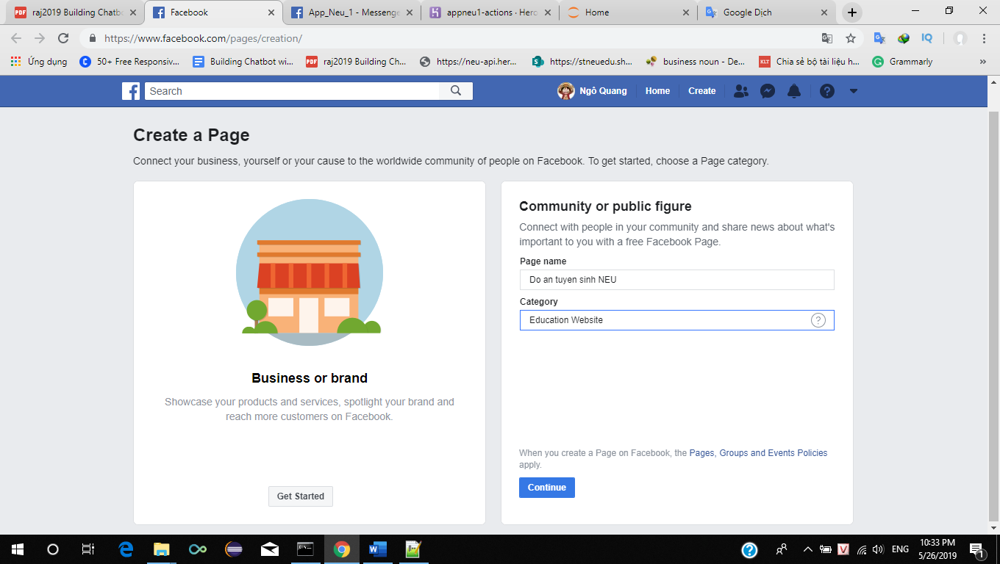 raj2019 Building Chatb
Facebook
App_Neu_1 - Messenge
appneu1-actions · Hero
Home
Google Dịch
https://www.facebook.com/pages/creation/
Ứng dụng
50+ Free Responsiv...
Building Chatbot wi...
raj2019 Building Ch...
https://neu-api.her...
https://stneuedu.sh...
business noun - De...
Chia sẻ bộ tài liệu h...
Grammarly
Search
Ngô Quang
Home
Create
Create a Page
Connect your business, yourself or your cause to the worldwide community of people on Facebook. To get started, choose a Page category.
Business or brand
Showcase your products and services, spotlight your brand and
reach more customers on Facebook.
Get Started
Community or public figure
Connect with people in your community and share news about what's
important to you with a free Facebook Page.
Page name
Do an tuyen sinh NEU
Category
Education Website
When you create a Page on Facebook, the Pages, Groups and Events Policies
apply.
Continue
ENG
10:33 PM
5/26/2019
1